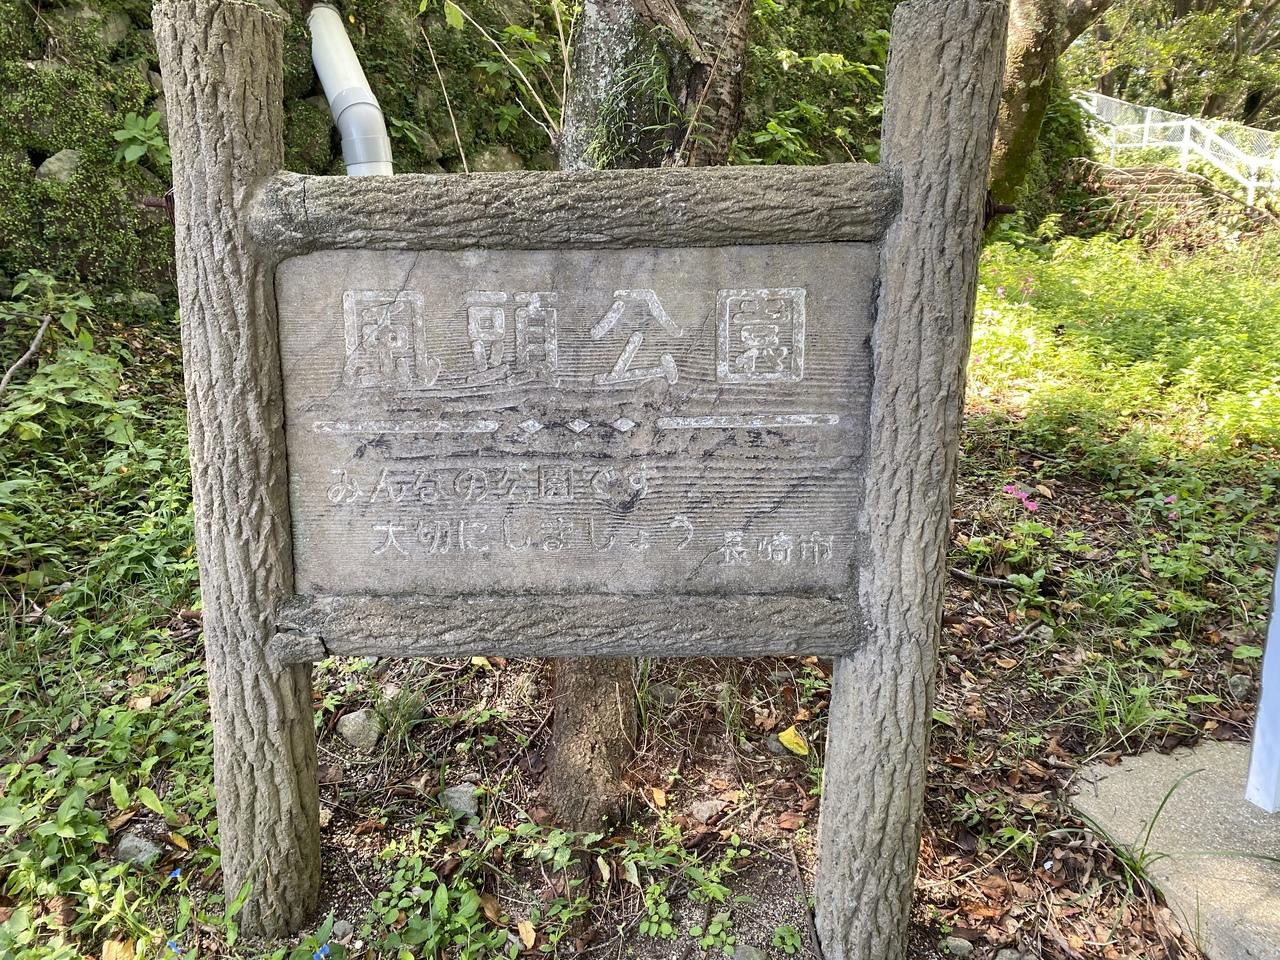 風頭公園
みんなの公園です
大切にしましょう
長崎市